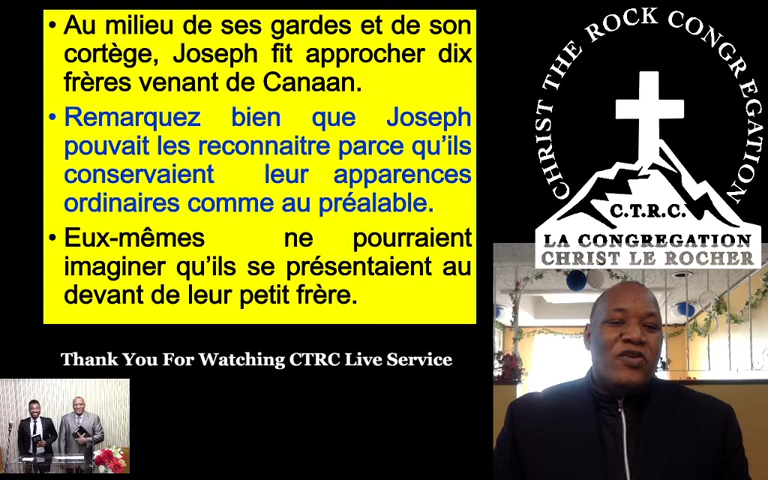 • Au milieu de ses gardes et de son
cortège, Joseph fit approcher dix
frères venant de Canaan.
• Remarquez bien que Joseph
pouvait les reconnaitre parce qu'ils
conservaient leur apparences
ordinaires comme au préalable.
• Eux-mêmes ne pourraient
imaginer qu'ils se présentaient au
devant de leur petit frère.
Thank You For Watching CTRC Live Service
CHRIST THE ROCK CONGREGATION
C.T.R.C.
LA CONGREGATION
CHRIST LE ROCHER